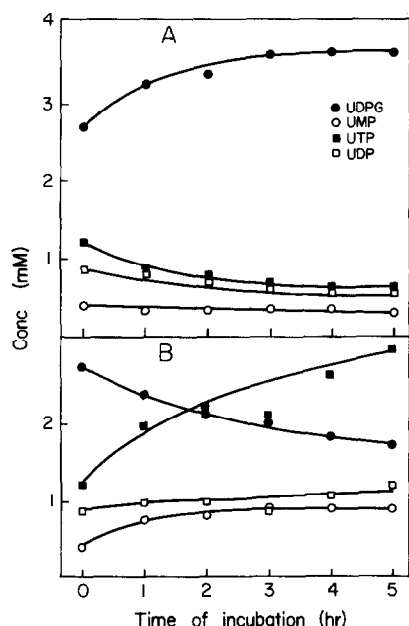 4
A
3
● UDPG
○ UMP
■ UTP
□ UDP
1
Conc (mM)
B
2
1
0 1 2 3 4 5
Time of incubation (hr)